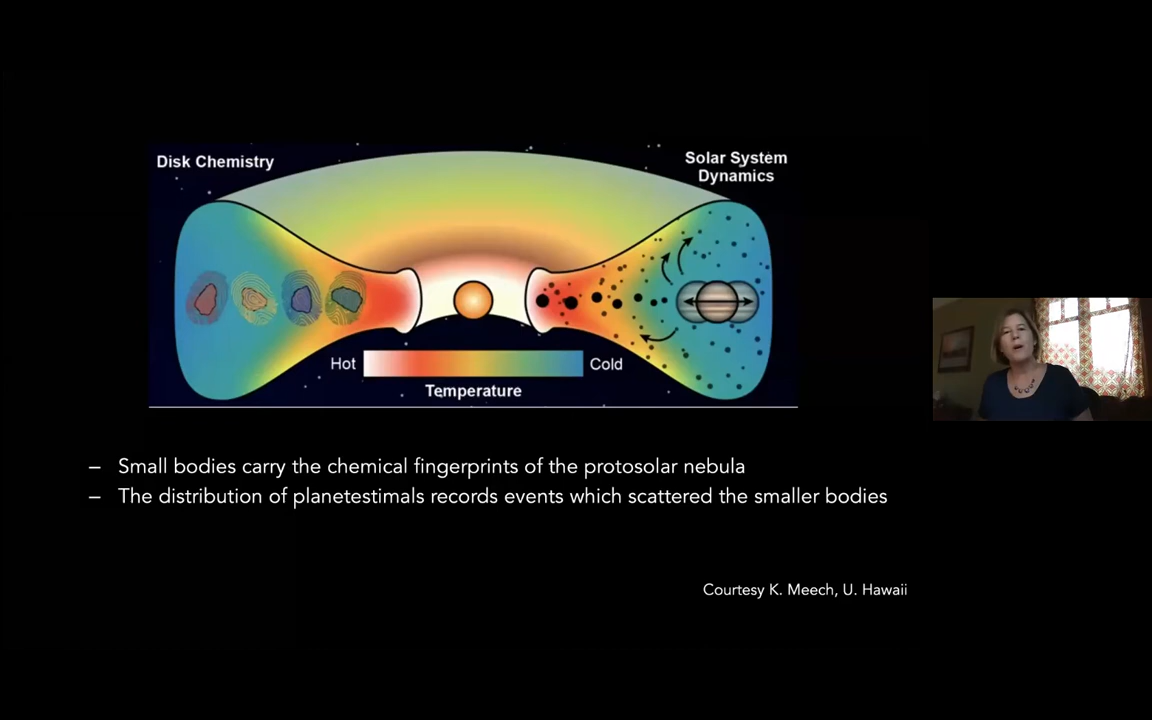 Disk Chemistry
Solar System
Dynamics
Hot
Cold
Temperature
– Small bodies carry the chemical fingerprints of the protosolar nebula
– The distribution of planetestimals records events which scattered the smaller bodies
Courtesy K. Meech, U. Hawaii